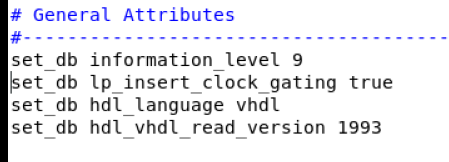 # General Attributes
#-----------------------------------------
set_db information_level 9
set_db lp_insert_clock_gating true
set_db hdl_language vhdl
set_db hdl_vhdl_read_version 1993